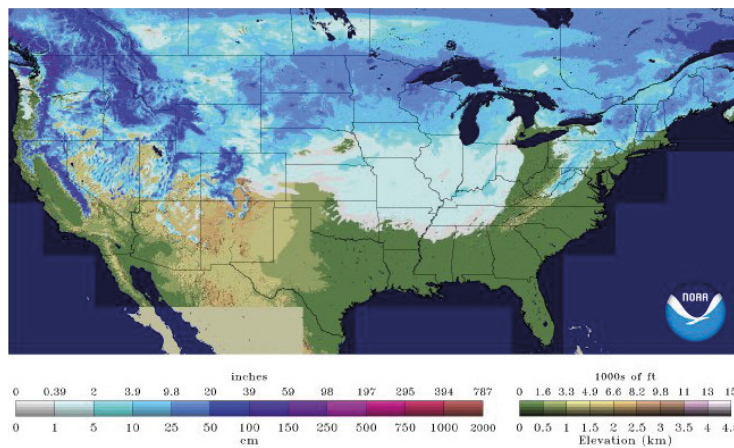 NOAA
inches
0 0.39 2 3.9 9.8 20 39 59 98 197 295 394 787
0 1 5 10 25 50 100 150 250 500 750 1000 2000
cm
1000s of ft
0 1.6 3.3 4.9 6.6 8.2 9.8 11 13 15
0 0.5 1 1.5 2 2.5 3 3.5 4 4.5
Elevation (km)